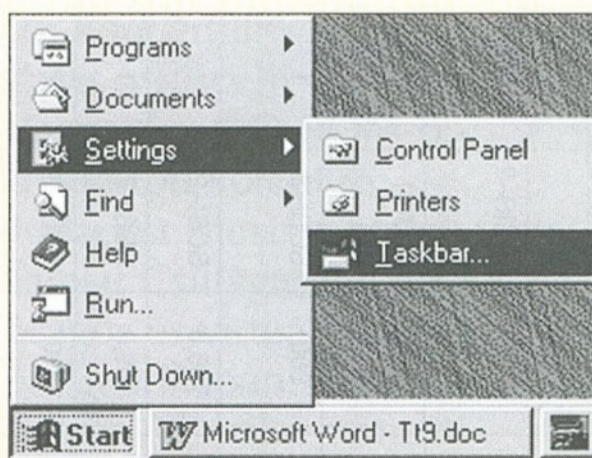 Programs
Documents
Settings
Find
Help
Run...
Shut Down...
Control Panel
Printers
Taskbar...
Start
Microsoft Word - Tt9.doc